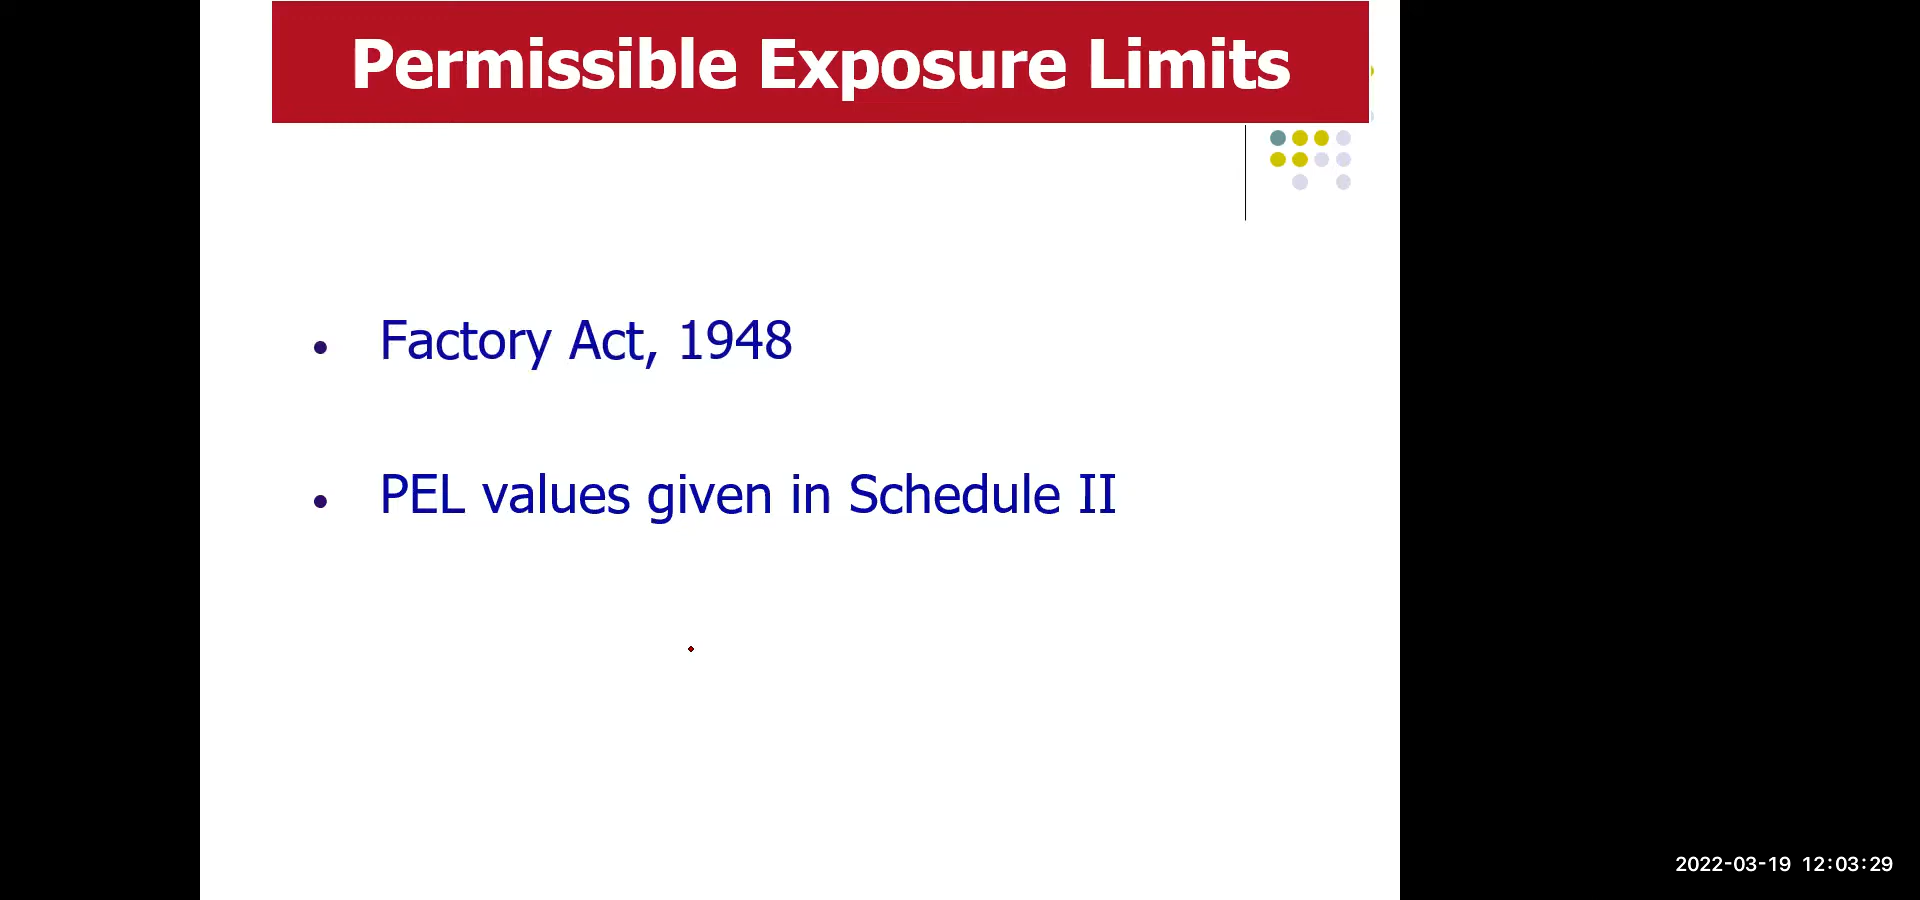 Permissible Exposure Limits
• Factory Act, 1948
• PEL values given in Schedule II
2022-03-19 12:03:29